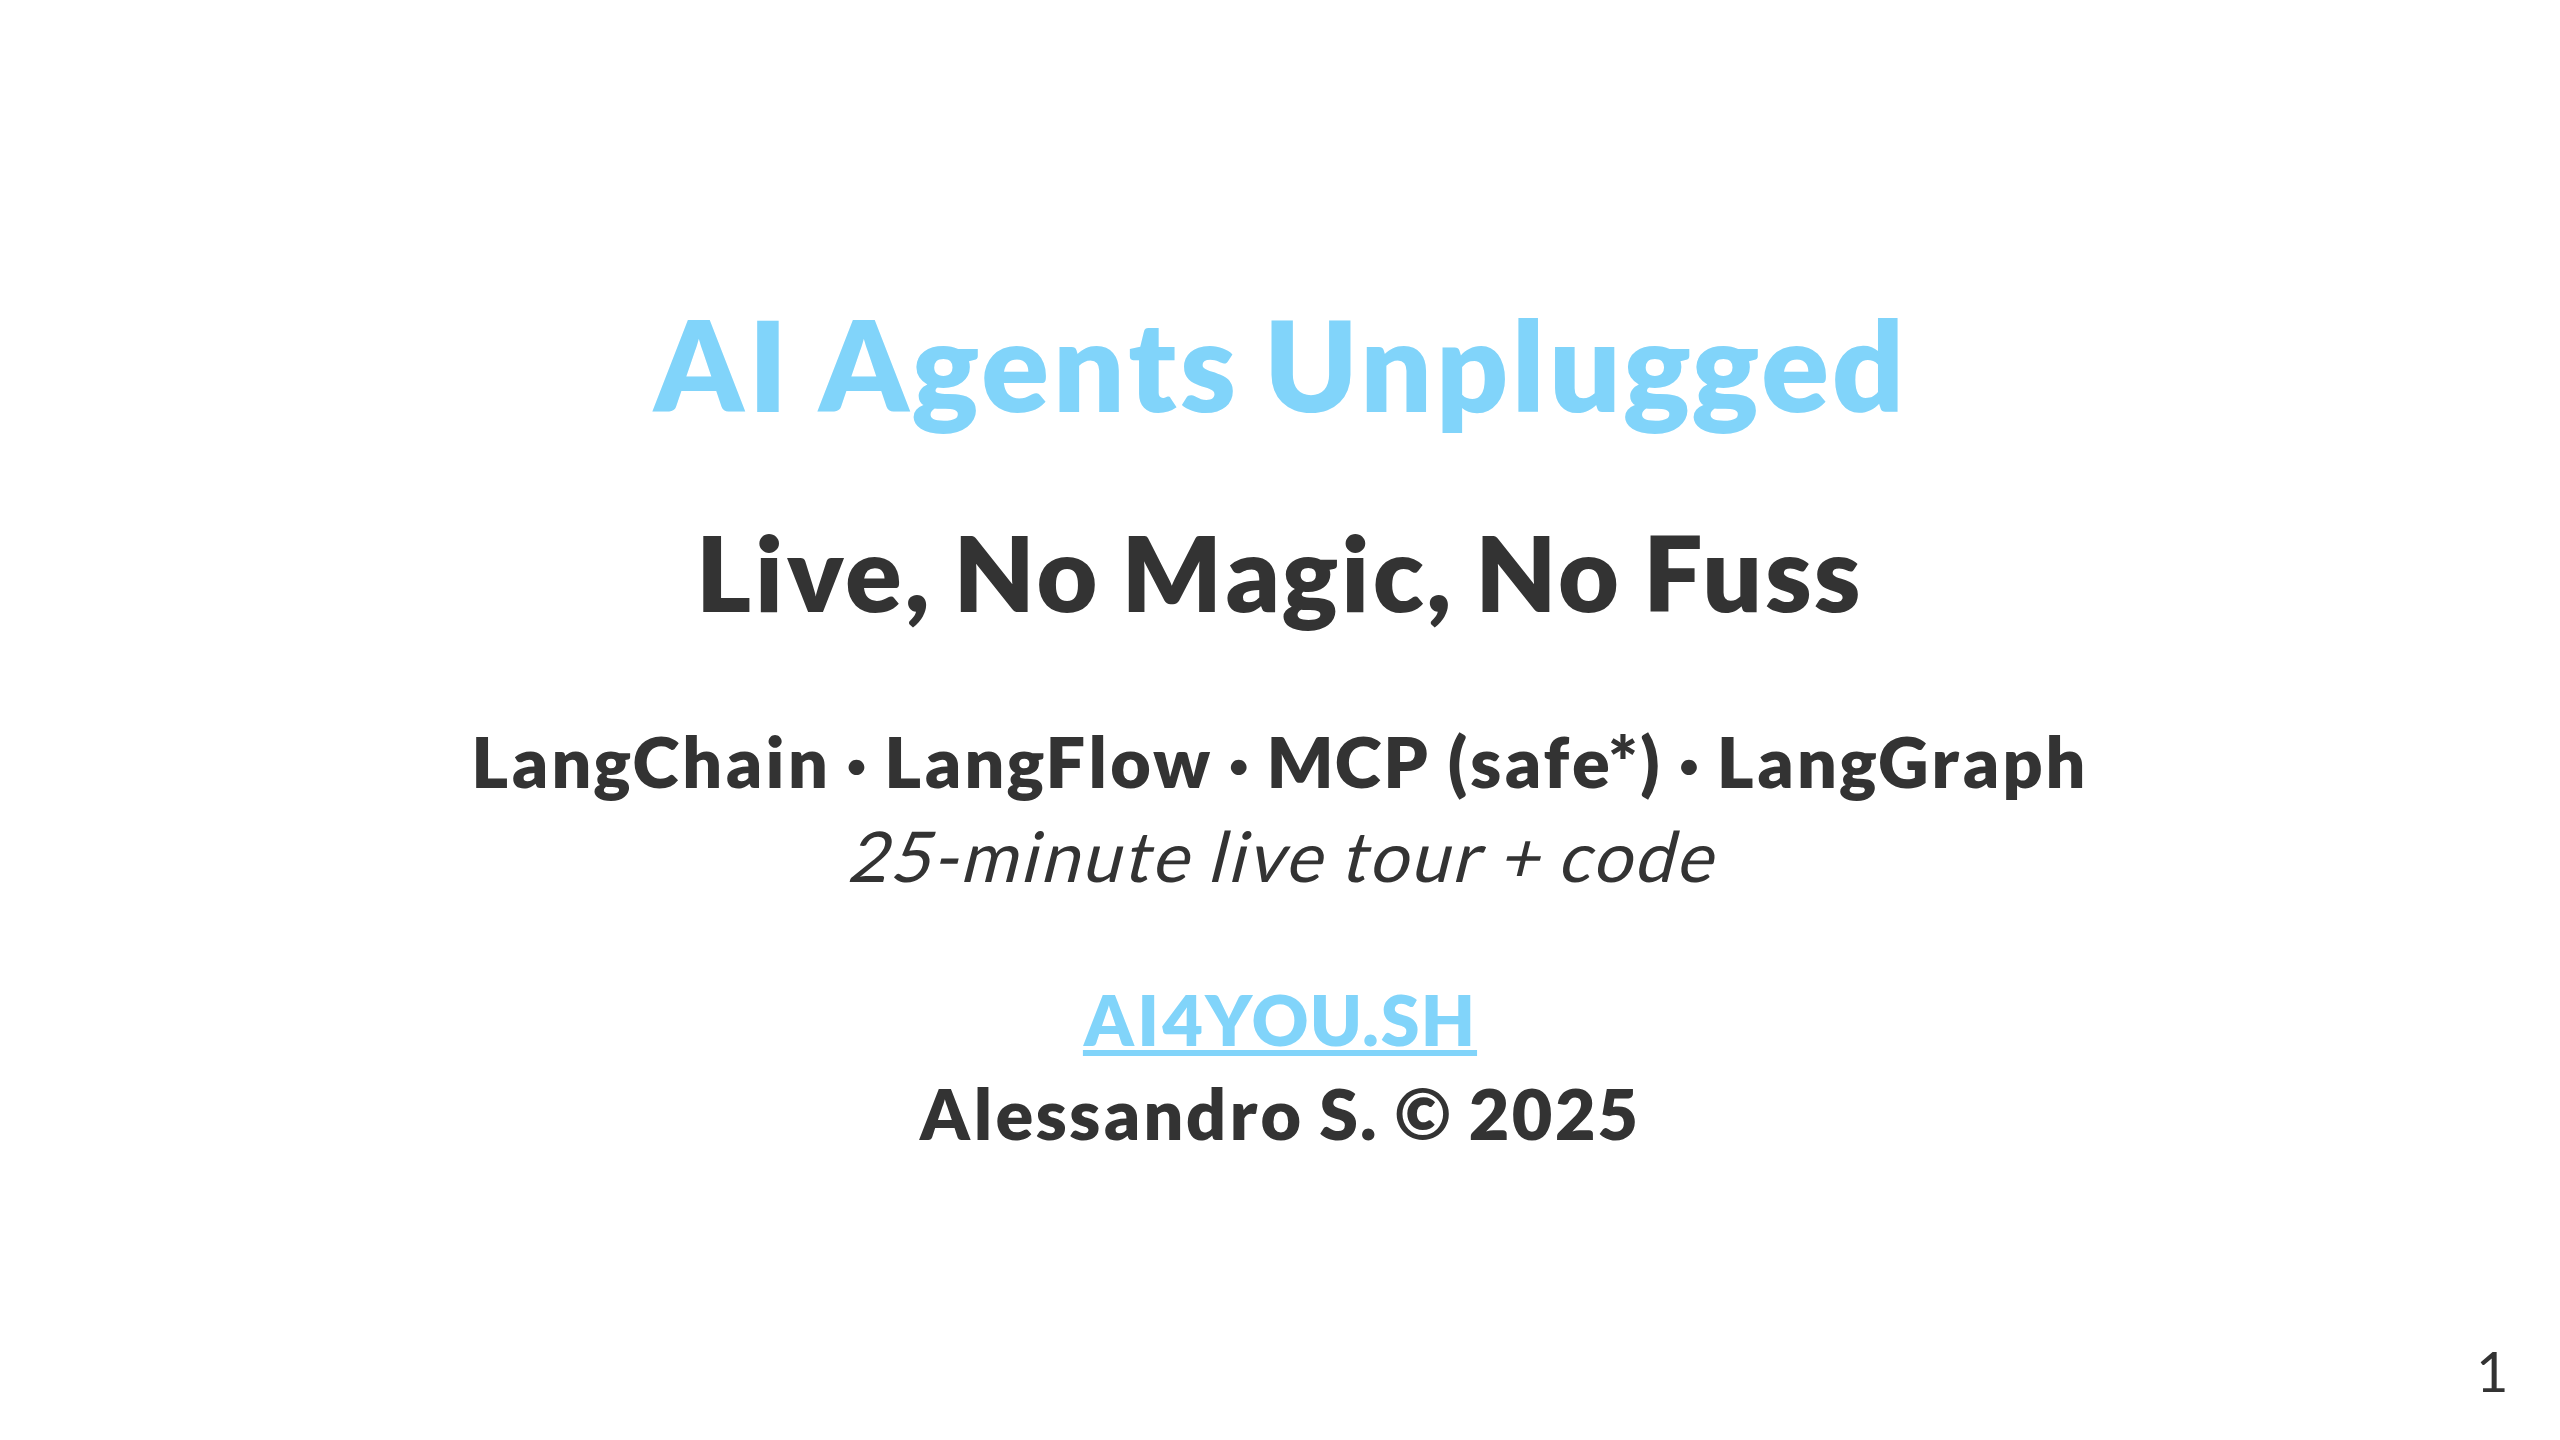 AI Agents Unplugged
Live, No Magic, No Fuss
LangChain · LangFlow · MCP (safe*) · LangGraph
25-minute live tour + code
AI4YOU.SH
Alessandro S. © 2025
1